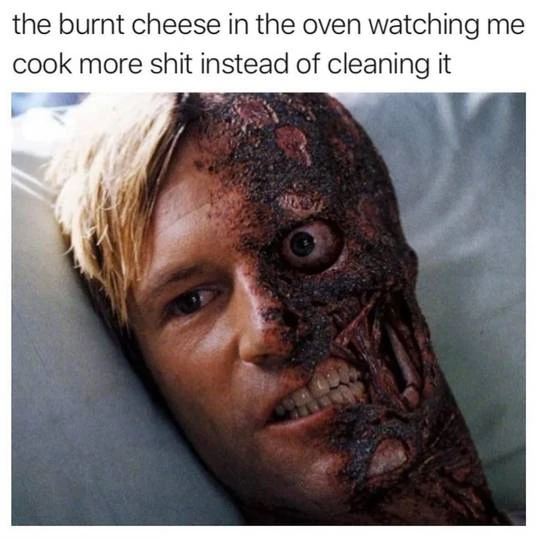 the burnt cheese in the oven watching me
cook more shit instead of cleaning it